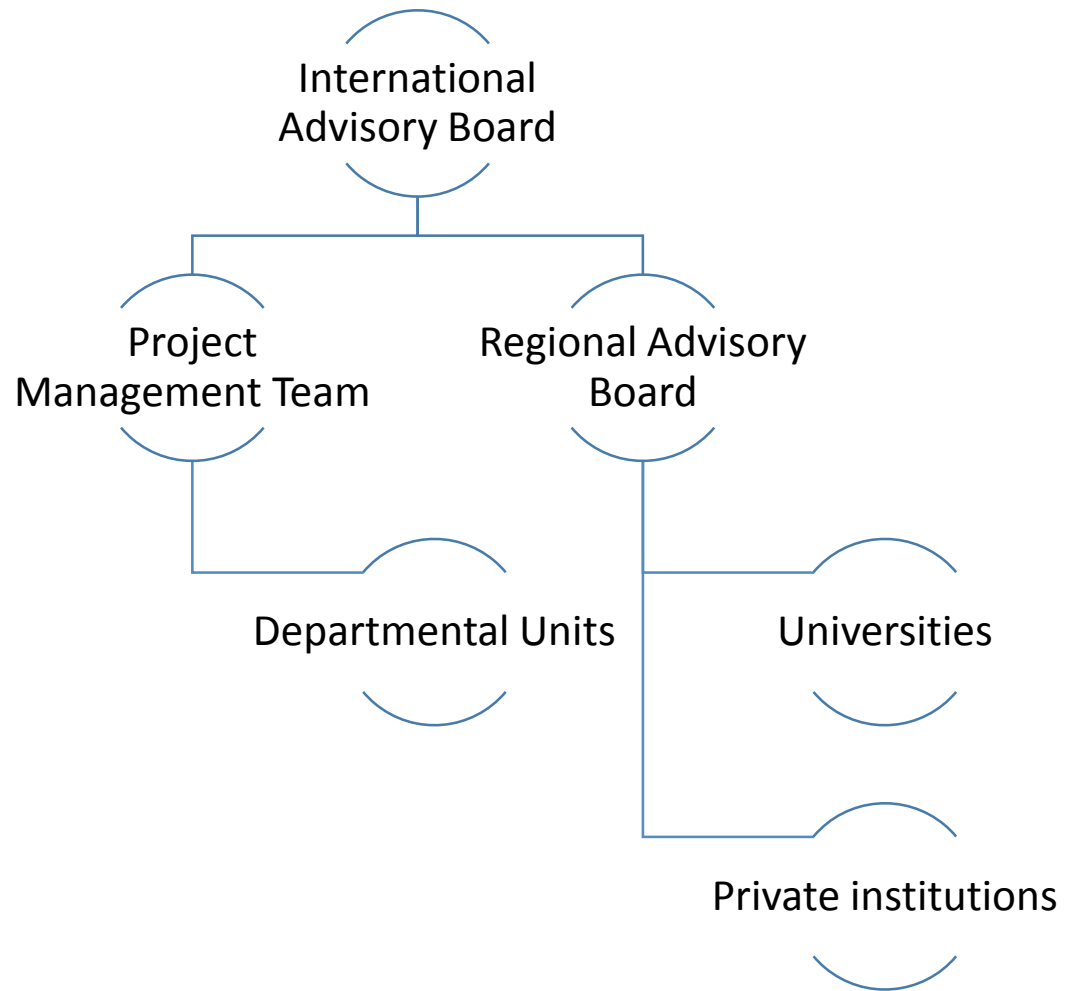 International
Advisory Board
Project
Management Team
Regional Advisory
Board
Departmental Units
Universities
Private institutions